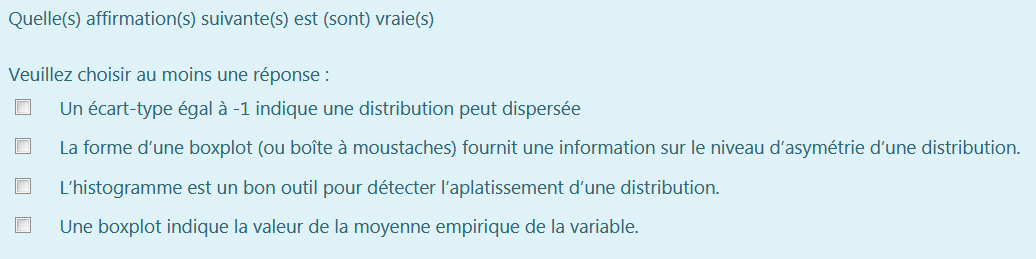 Quelle(s) affirmation(s) suivante(s) est (sont) vraie(s)
Veuillez choisir au moins une réponse :
Un écart-type égal à -1 indique une distribution peut dispersée
La forme d’une boxplot (ou boîte à moustaches) fournit une information sur le niveau d’asymétrie d’une distribution.
L’histogramme est un bon outil pour détecter l’aplatissement d’une distribution.
Une boxplot indique la valeur de la moyenne empirique de la variable.